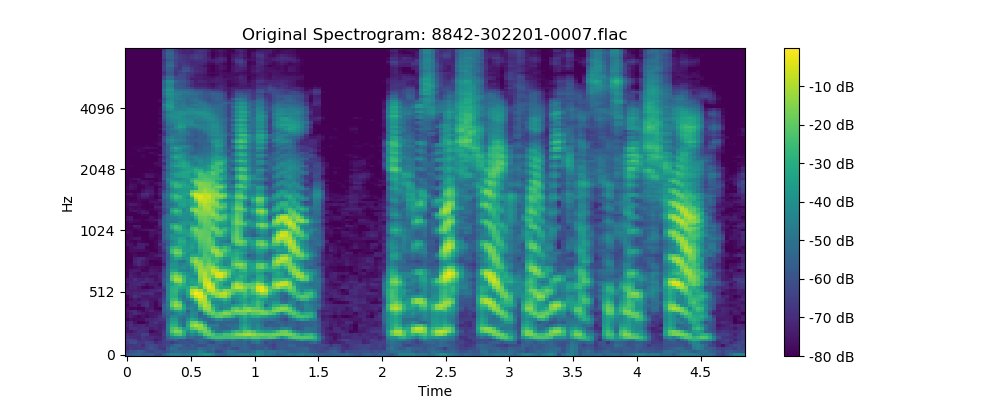 Original Spectrogram: 8842-302201-0007.flac
Hz
4096
2048
1024
512
0
0 0.5 1 1.5 2 2.5 3 3.5 4 4.5
Time
-10 dB
-20 dB
-30 dB
-40 dB
-50 dB
-60 dB
-70 dB
-80 dB